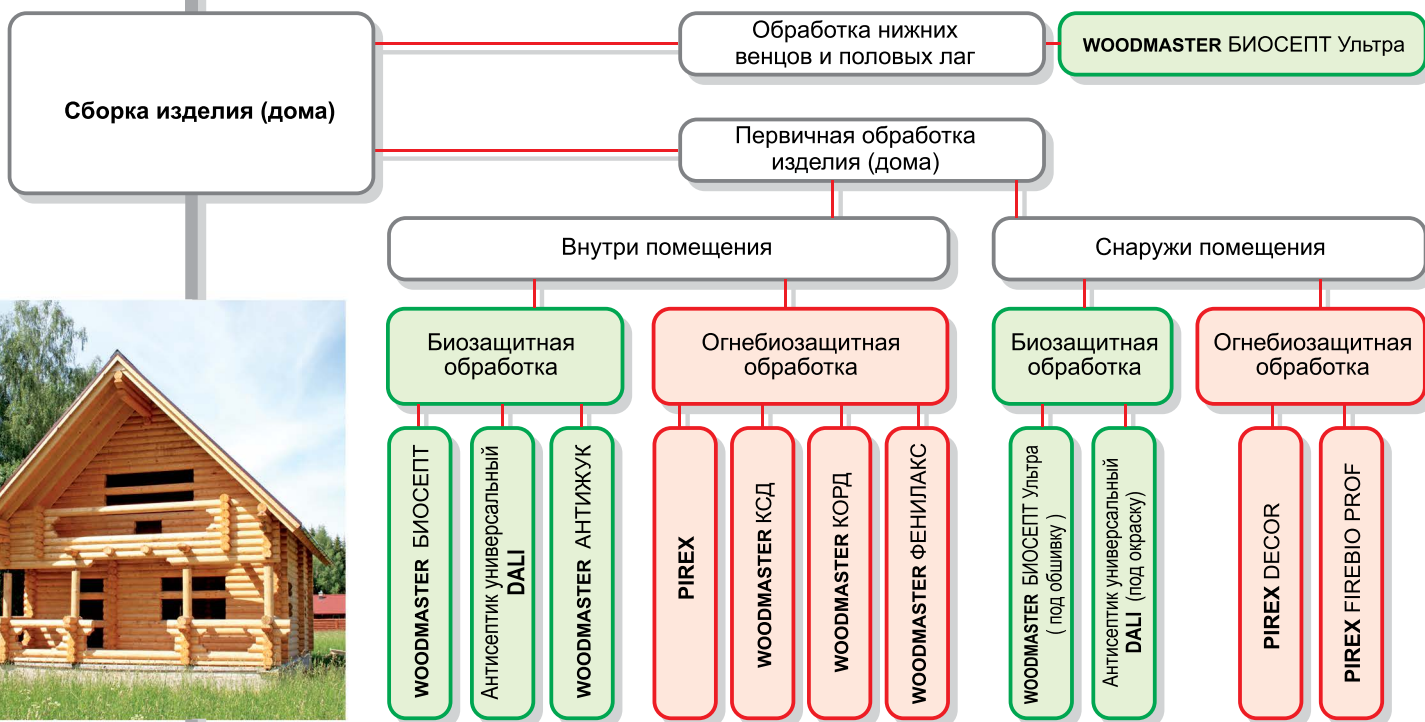 Сборка изделия (дома)
Обработка нижних
венцов и половых лаг
WOODMASTER БИОСЕПТ Ультра
Первичная обработка
изделия (дома)
Внутри помещения
Снаружи помещения
Биозащитная
обработка
Огнебиозащитная
обработка
Биозащитная
обработка
Огнебиозащитная
обработка
WOODMASTER БИОСЕПТ
Антисептик универсальный
DALI
WOODMASTER АНТИЖУК
PIREX
WOODMASTER КСД
WOODMASTER КОРД
WOODMASTER ФЕНИЛАКС
WOODMASTER БИОСЕПТ Ультра
( под обшивку )
Антисептик универсальный
DALI (под окраску)
PIREX DECOR
PIREX FIREBIO PROF